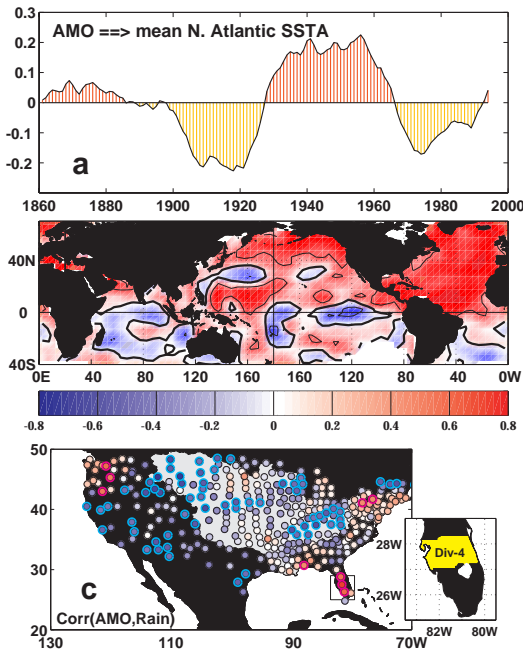 0.3
AMO ==> mean N. Atlantic SSTA
0.2
0.1
0
-0.1
-0.2
a
1860 1880 1900 1920 1940 1960 1980 2000
40N
0
40S
0E 40 80 120 160 160 120 80 40 0W
-0.8 -0.6 -0.4 -0.2 0 0.2 0.4 0.6 0.8
50
40
30
20
c
Corr(AMO,Rain)
130 110 90 70W
28N
Div-4
26N
82W 80W